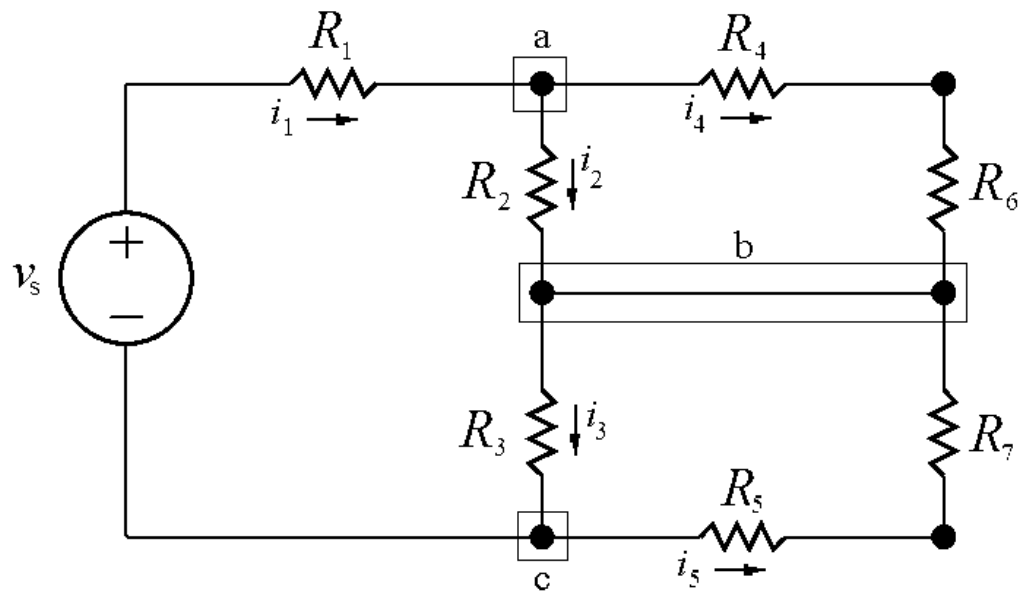 R₁
a
R₄
i₁
i₄
R₂
i₂
R₆
b
+
vₛ
−
R₃
i₃
R₇
R₅
c
i₅